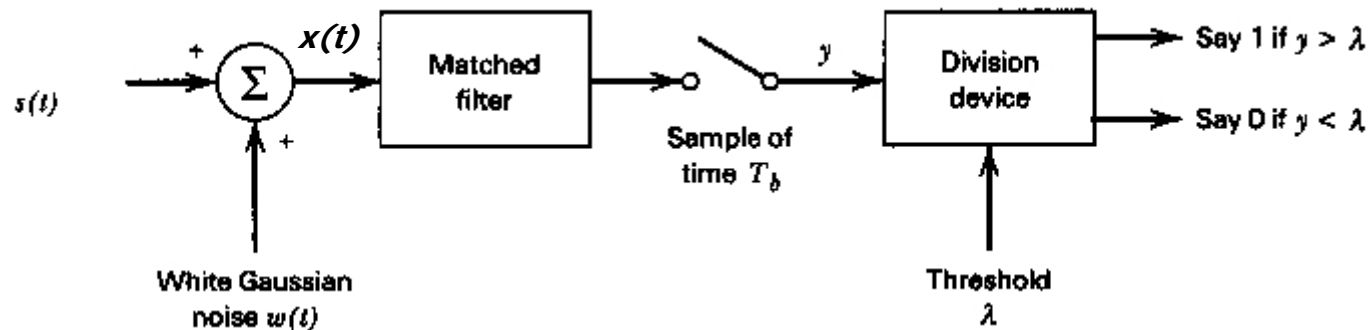 s(t)
+
Σ
+
x(t)
White Gaussian
noise w(t)
Matched
filter
Sample of
time T_b
y
Division
device
Threshold
λ
Say 1 if y > λ
Say 0 if y < λ